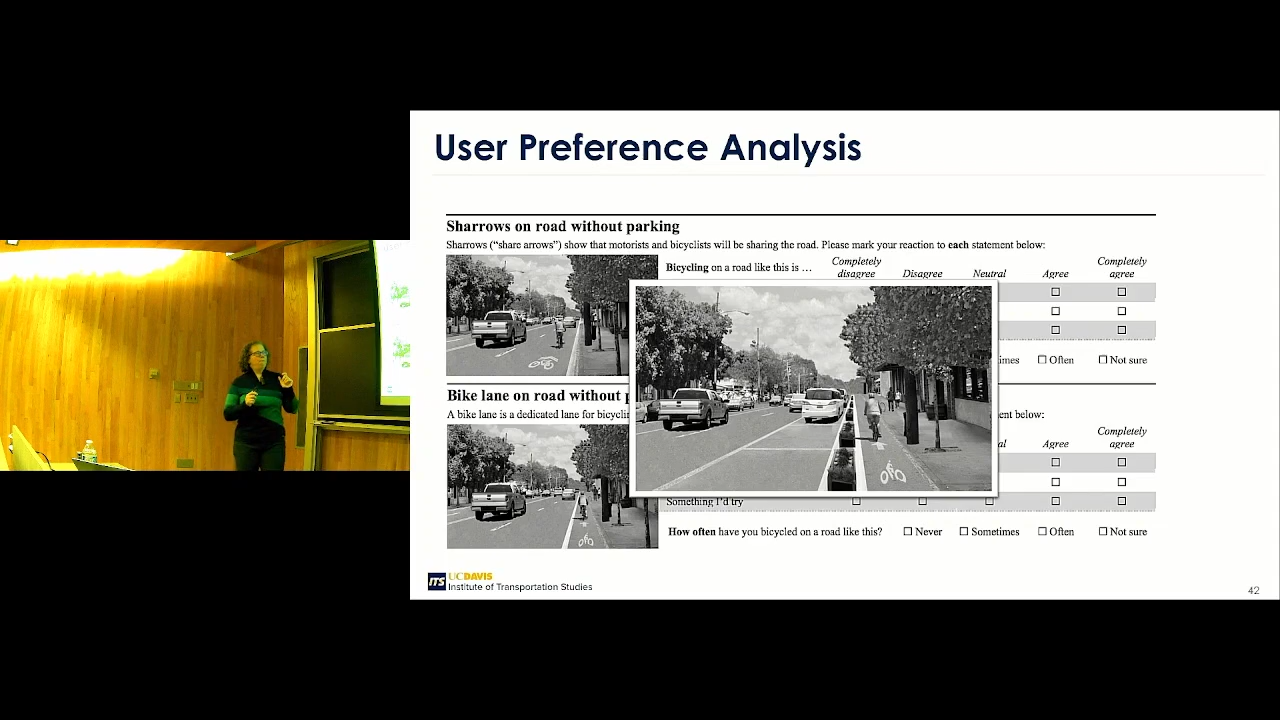 User Preference Analysis
Sharrows on road without parking
Sharrows (“share arrows”) show that motorists and bicyclists will be sharing the road. Please mark your reaction to each statement below:
Bicycling on a road like this is …
Completely disagree
Disagree
Neutral
Agree
Completely agree
imes
☐ Often
☐ Not sure
Bike lane on road without p
A bike lane is a dedicated lane for bicyclin
ent below:
al
Agree
Completely agree
Something I’d try
How often have you bicycled on a road like this?
☐ Never
☐ Sometimes
☐ Often
☐ Not sure
ITS UCDAVIS
Institute of Transportation Studies
42